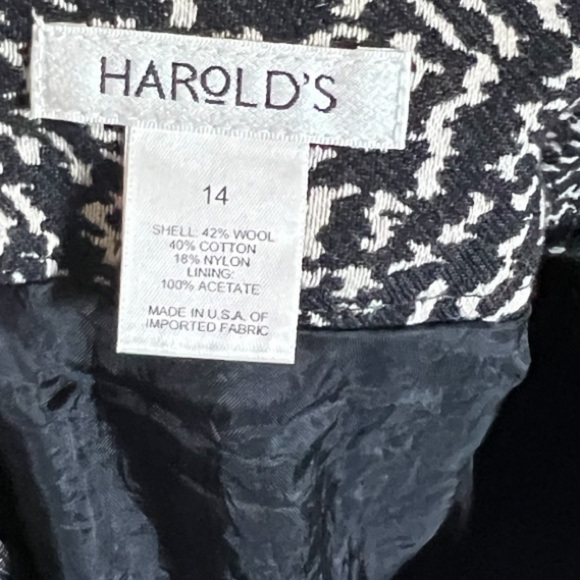 HAROLD'S
14
SHELL: 42% WOOL
40% COTTON
18% NYLON
LINING:
100% ACETATE
MADE IN U.S.A. OF
IMPORTED FABRIC